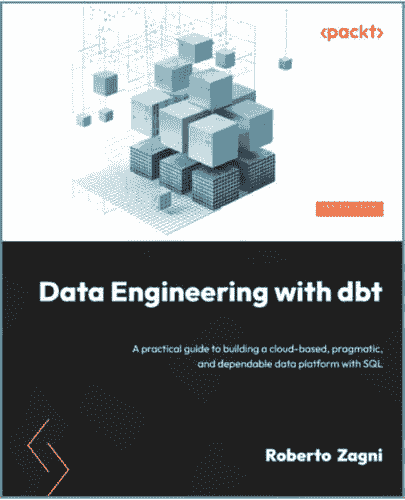 <packt>
Data Engineering with dbt
A practical guide to building a cloud-based, pragmatic,
and dependable data platform with SQL
Roberto Zagni